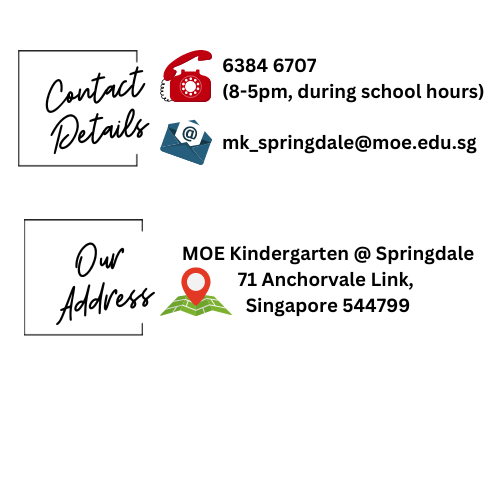 Contact
Details
6384 6707
(8-5pm, during school hours)
@
mk_springdale@moe.edu.sg
Our
Address
MOE Kindergarten @ Springdale
71 Anchorvale Link,
Singapore 544799